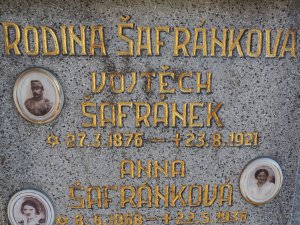 RODINA ŠAFRÁNKOVA
VOJTĚCH
ŠAFRÁNEK
✩ 27.3.1876 — † 23.8.1921
ANNA
ŠAFRÁNKOVÁ